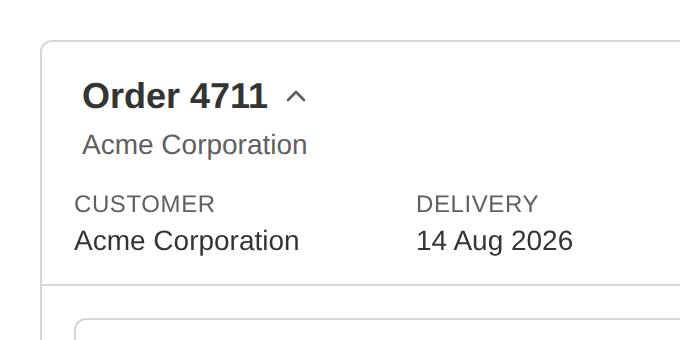 Order 4711
Acme Corporation
CUSTOMER
Acme Corporation
DELIVERY
14 Aug 2026